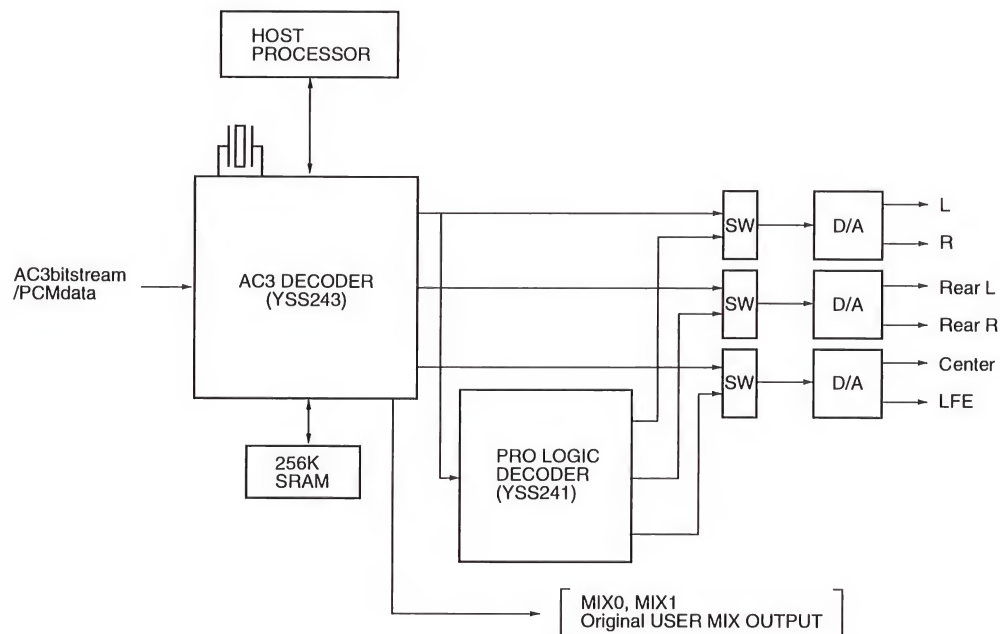 HOST
PROCESSOR
AC3bitstream
/PCMdata
AC3 DECODER
(YSS243)
256K
SRAM
PRO LOGIC
DECODER
(YSS241)
SW
D/A
L
R
SW
D/A
Rear L
Rear R
SW
D/A
Center
LFE
MIX0, MIX1
Original USER MIX OUTPUT